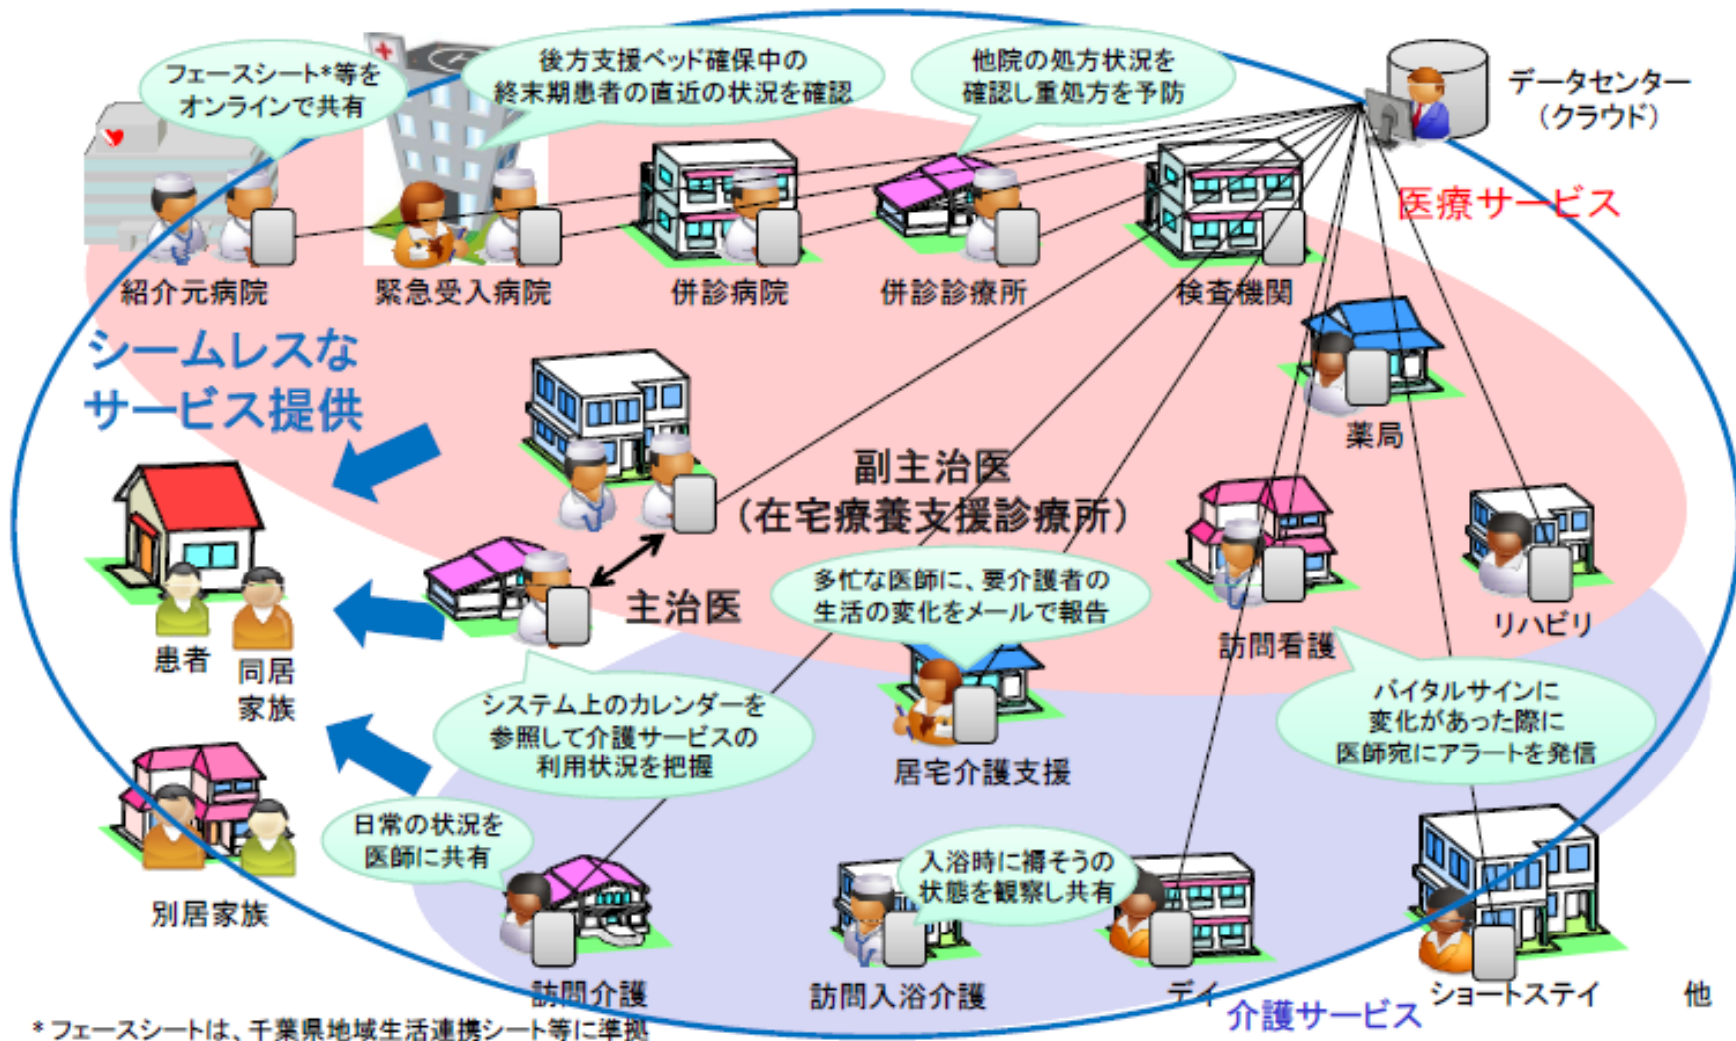 フェースシート*等を
オンラインで共有
後方支援ベッド確保中の
終末期患者の直近の状況を確認
他院の処方状況を
確認し重処方を予防
データセンター
(クラウド)
医療サービス
紹介元病院
緊急受入病院
併診病院
併診診療所
検査機関
シームレスな
サービス提供
薬局
副主治医
(在宅療養支援診療所)
主治医
多忙な医師に、要介護者の
生活の変化をメールで報告
訪問看護
リハビリ
患者
同居
家族
システム上のカレンダーを
参照して介護サービスの
利用状況を把握
居宅介護支援
バイタルサインに
変化があった際に
医師宛にアラートを発信
日常の状況を
医師に共有
入浴時に褥そうの
状態を観察し共有
別居家族
訪問介護
訪問入浴介護
デイ
ショートステイ
他
介護サービス
* フェースシートは、千葉県地域生活連携シート等に準拠